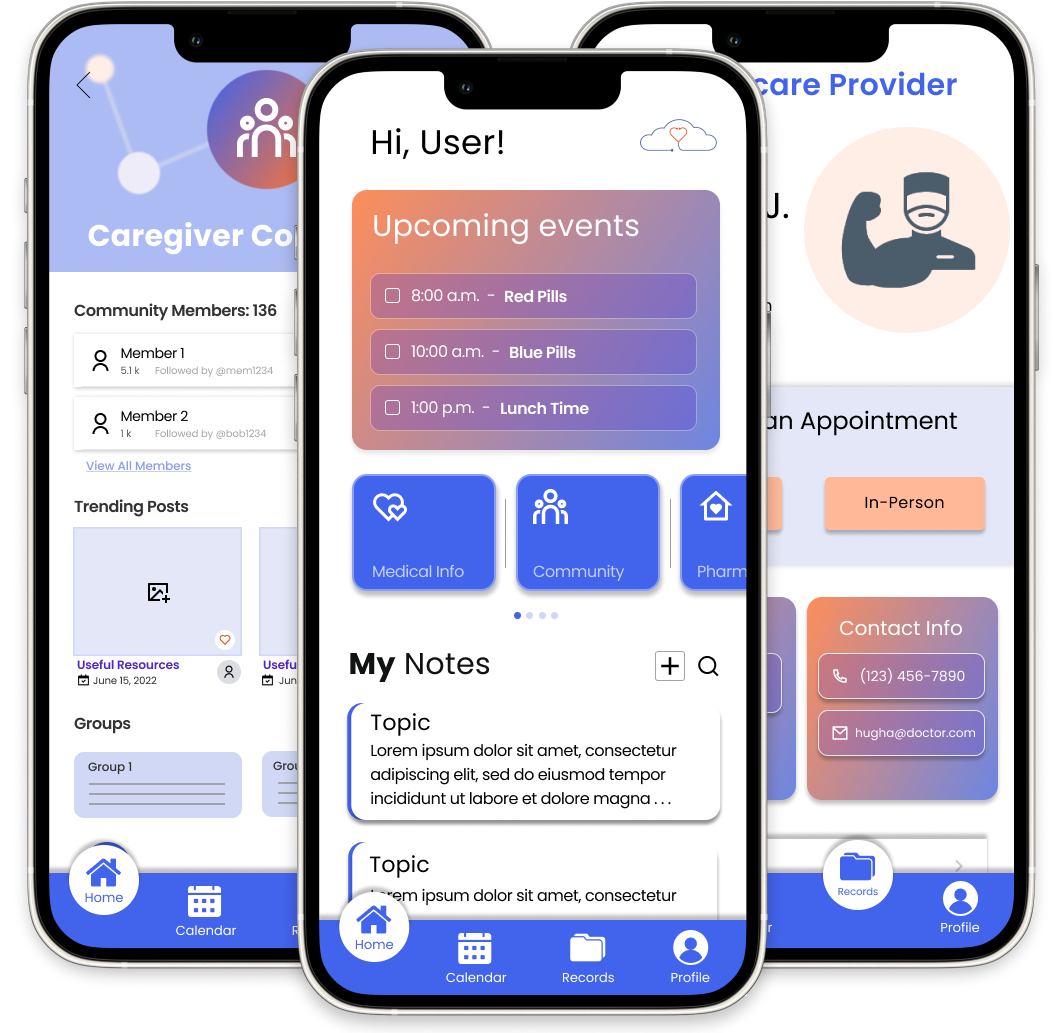 Caregiver Co
Community Members: 136
Member 1
5.1 k Followed by @mem1234
Member 2
1 k Followed by @bob1234
View All Members
Trending Posts
Useful Resources
June 15, 2022
Usefu
Jun
Groups
Group 1
Grou
Home
Calendar
R
Hi, User!
Upcoming events
8:00 a.m. - Red Pills
10:00 a.m. - Blue Pills
1:00 p.m. - Lunch Time
Medical Info
Community
Pharm
My Notes
Topic
Lorem ipsum dolor sit amet, consectetur
adipiscing elit, sed do eiusmod tempor
incididunt ut labore et dolore magna . . .
Topic
Lorem ipsum dolor sit amet, consectetur
Home
Calendar
Records
Profile
care Provider
J.
n
an Appointment
In-Person
Contact Info
(123) 456-7890
hugha@doctor.com
r
Records
Profile